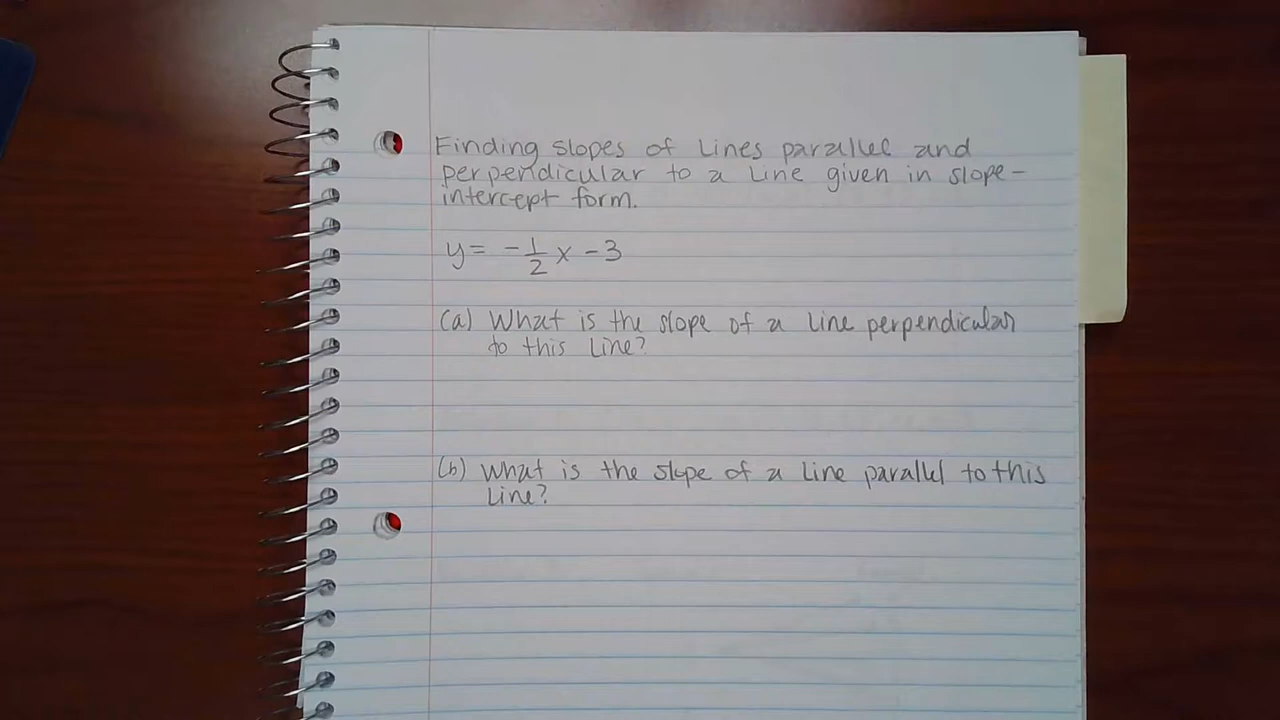 Finding slopes of Lines parallel and
perpendicular to a Line given in slope-
intercept form.
y = -1/2 x - 3
(a) What is the slope of a Line perpendicular
to this Line?
(b) What is the slope of a Line parallel to this
Line?